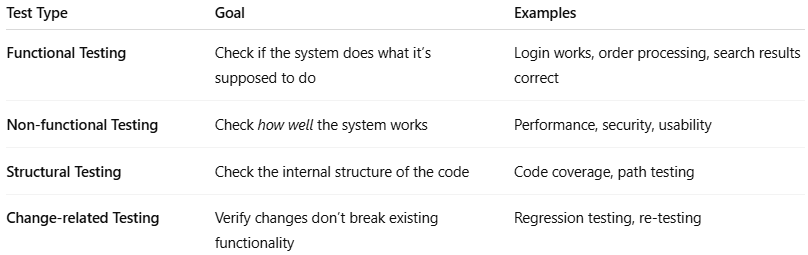 Test Type Goal Examples
Functional Testing Check if the system does what it’s Login works, order processing, search results
supposed to do correct
Non-functional Testing Check how well the system works Performance, security, usability
Structural Testing Check the internal structure of the code Code coverage, path testing
Change-related Testing Verify changes don’t break existing Regression testing, re-testing
functionality